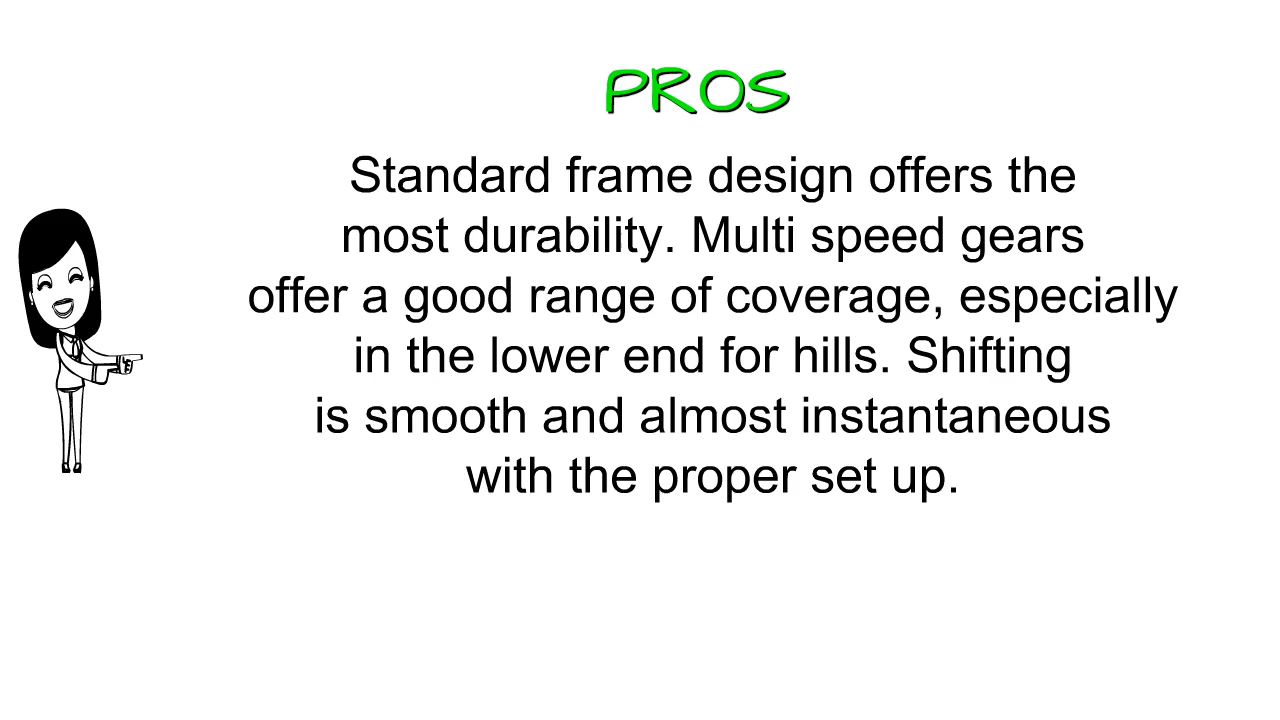 PROS
Standard frame design offers the
most durability. Multi speed gears
offer a good range of coverage, especially
in the lower end for hills. Shifting
is smooth and almost instantaneous
with the proper set up.